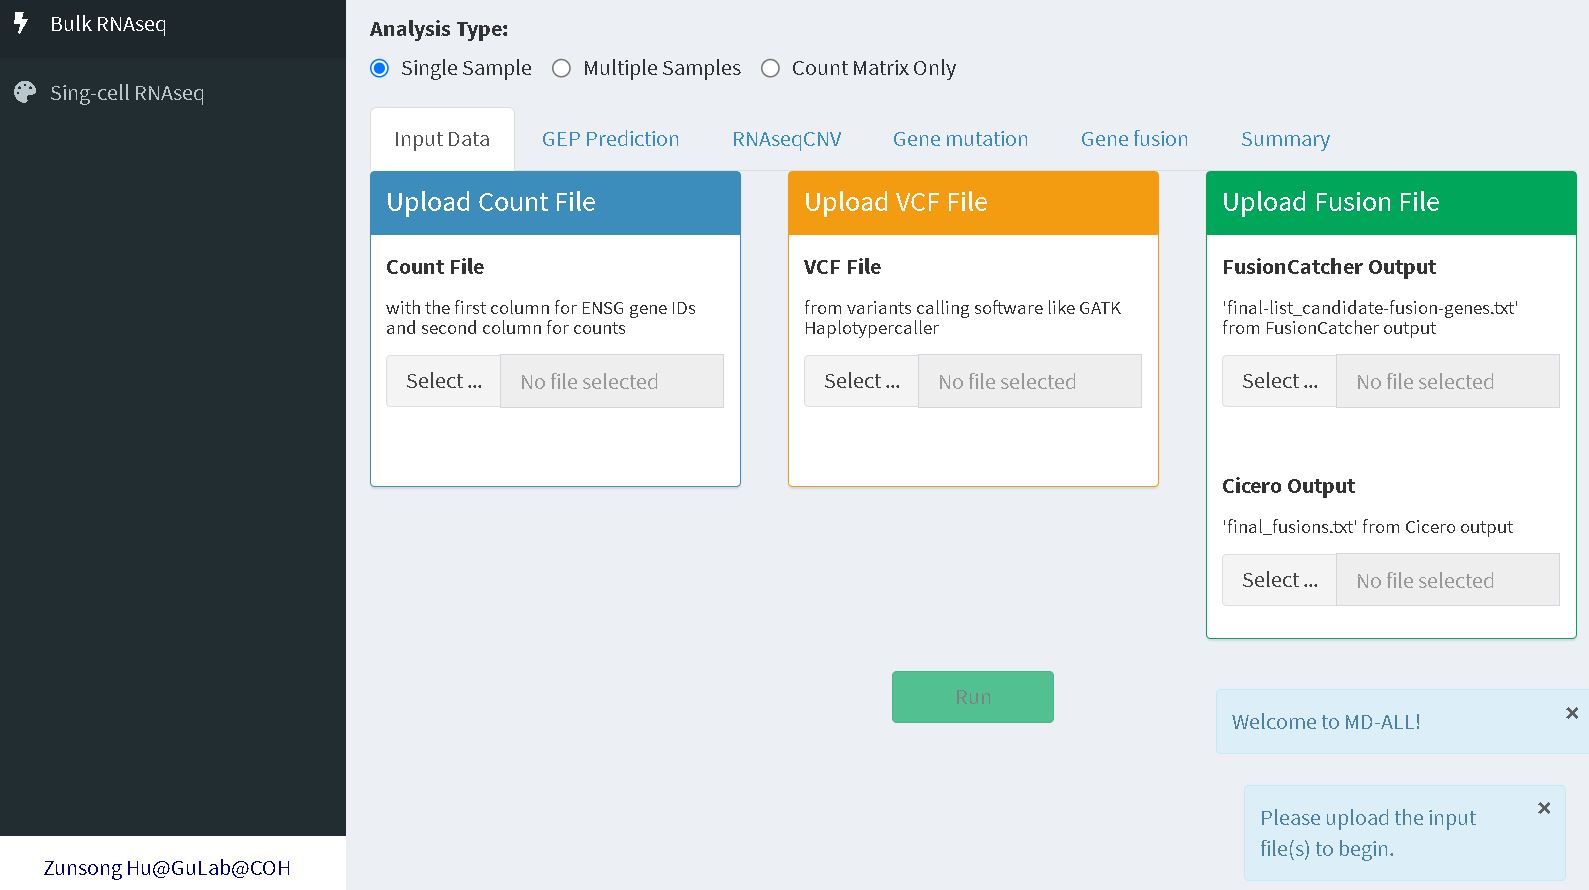 Bulk RNAseq
Sing-cell RNAseq
Analysis Type:
Single Sample Multiple Samples Count Matrix Only
Input Data GEP Prediction RNAseqCNV Gene mutation Gene fusion Summary
Upload Count File
Count File
with the first column for ENSG gene IDs
and second column for counts
Select ... No file selected
Upload VCF File
VCF File
from variants calling software like GATK
Haplotypercaller
Select ... No file selected
Upload Fusion File
FusionCatcher Output
'final-list_candidate-fusion-genes.txt'
from FusionCatcher output
Select ... No file selected
Cicero Output
'final_fusions.txt' from Cicero output
Select ... No file selected
Run
Welcome to MD-ALL!
×
Please upload the input
file(s) to begin.
×
Zunsong Hu@GuLab@COH